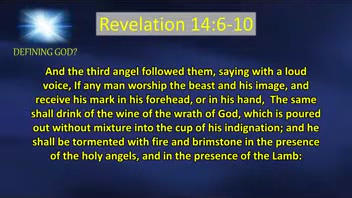 Revelation 14:6-10
DEFINING GOD?
And the third angel followed them, saying with a loud
voice, If any man worship the beast and his image, and
receive his mark in his forehead, or in his hand,  The same
shall drink of the wine of the wrath of God, which is poured
out without mixture into the cup of his indignation; and he
shall be tormented with fire and brimstone in the presence
of the holy angels, and in the presence of the Lamb: